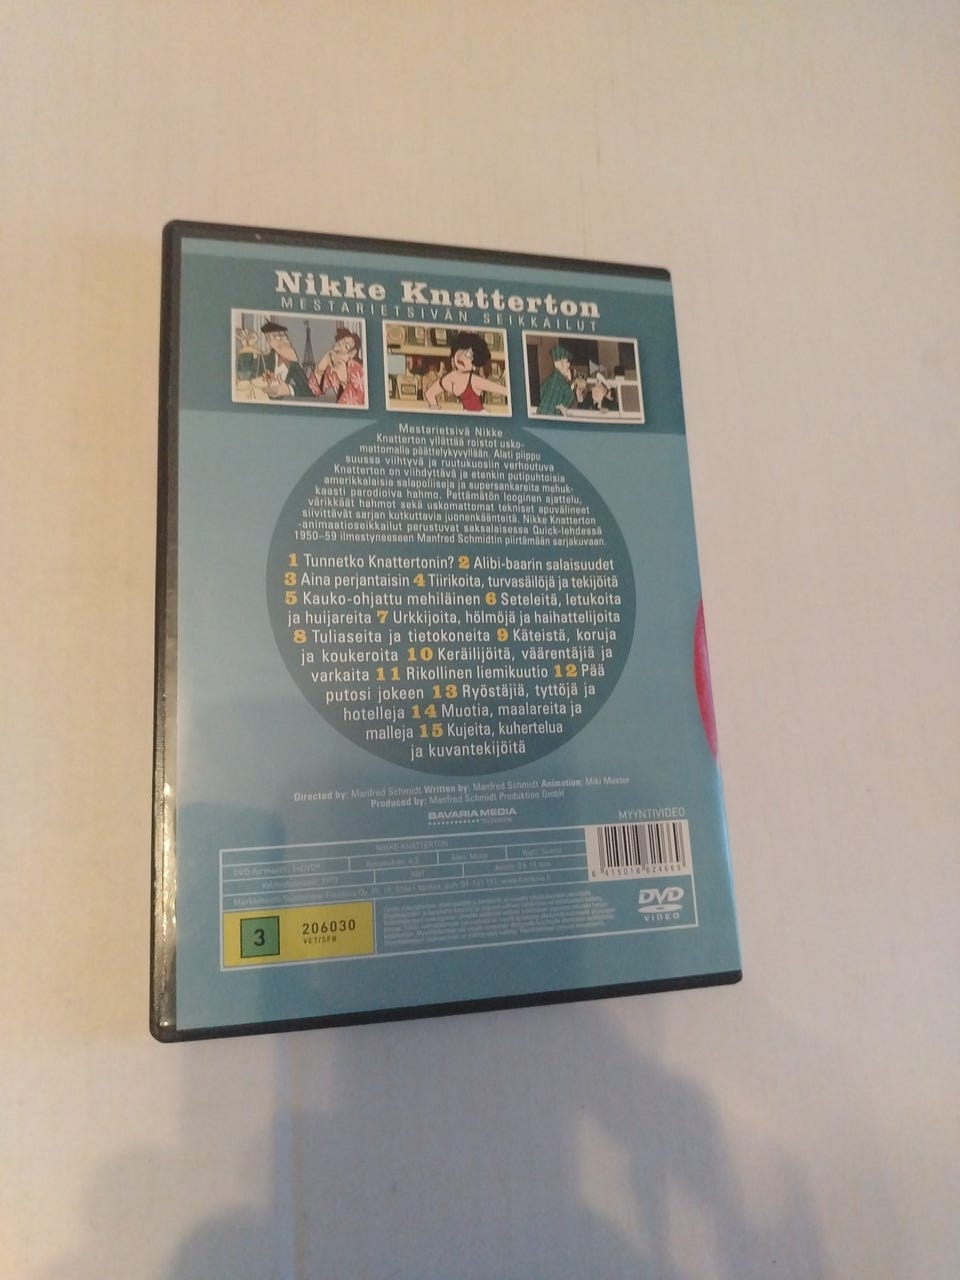 Nikke Knatterton
MESTARIETSIVÄN SEIKKAILUT
Mestarietsivä Nikke
Knatterton yllättää roistot usko-
mattomalla päättelykyvyllään. Alati piippu
suussa viihtyvä ja ruutukuosiin verhoutuva
Knatterton on viihdyttävä ja etenkin putipuhtoisia
amerikkalaisia salapoliiseja ja supersankareita mehuk-
kaasti parodioiva hahmo. Pettämätön looginen ajattelu,
värikkäät hahmot sekä uskomattomat tekniset apuvälineet
siivittävät sarjan kutkuttavia juonenkäänteitä. Nikke Knatterton
-animaatioseikkailut perustuvat saksalaisessa Quick-lehdessä
1950–59 ilmestyneeseen Manfred Schmidtin piirtämään sarjakuvaan.
1 Tunnetko Knattertonin? 2 Alibi-baarin salaisuudet
3 Aina perjantaisin 4 Tiirikoita, turvasäilöjä ja tekijöitä
5 Kauko-ohjattu mehiläinen 6 Seteleitä, letukoita
ja huijareita 7 Urkkijoita, hölmöjä ja haihattelijoita
8 Tuliaseita ja tietokoneita 9 Käteistä, koruja
ja koukeroita 10 Keräilijöitä, väärentäjiä ja
varkaita 11 Rikollinen liemikuutio 12 Pää
putosi jokeen 13 Ryöstäjiä, tyttöjä ja
hotelleja 14 Muotia, maalareita ja
malleja 15 Kujeita, kuhertelua
ja kuvantekijöitä
Directed by: Manfred Schmidt Written by: Manfred Schmidt Animation: Miki Muster
Produced by: Manfred Schmidt Produktion GmbH
BAVARIA MEDIA
TELEVISION
MYYNTIVIDEO
NIKKE KNATTERTON
6 415018 624668
DVD
VIDEO
3 206030
VET/SFB